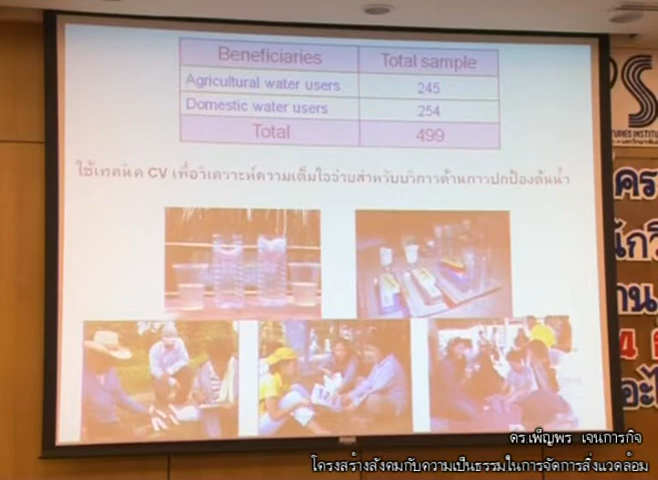 Beneficiaries Total sample
Agricultural water users 245
Domestic water users 254
Total 499
ใช้เทคนิค CV เพื่อวิเคราะห์ความเต็มใจจ่ายสำหรับบริการด้านการปกป้องต้นน้ำ
ดร.เพ็ญพร เจนการกิจ
โครงสร้างสังคมกับความเป็นธรรมในการจัดการสิ่งแวดล้อม